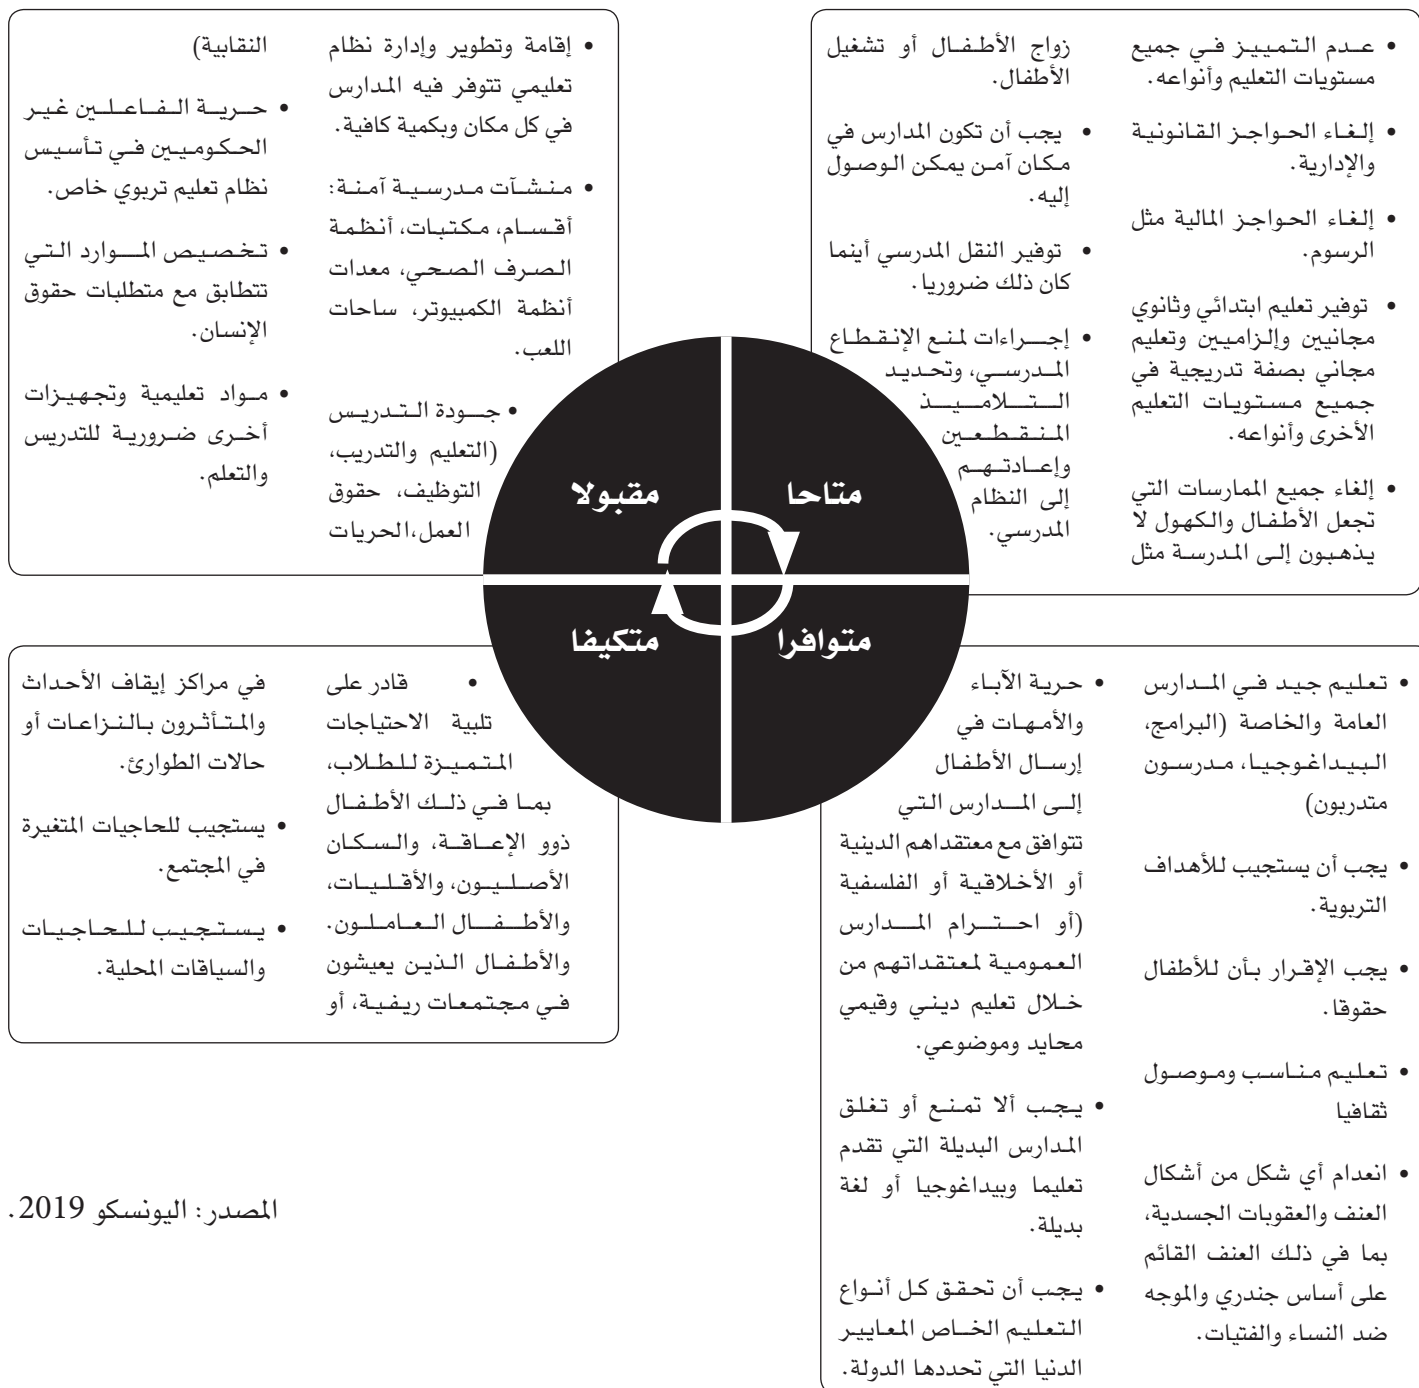 عدم التمييز في جميع
مستويات التعليم وأنواعه.
إلغاء الحواجز القانونية
والإدارية.
إلغاء الحواجز المالية مثل
الرسوم.
توفير تعليم ابتدائي وثانوي
مجانيين وإلزاميين وتعليم
مجاني بصفة تدريجية في
جميع مستويات التعليم
الأخرى وأنواعه.
إلغاء جميع الممارسات التي
تجعل الأطفال والكهول لا
يذهبون إلى المدرسة مثل
زواج الأطفال أو تشغيل
الأطفال.
يجب أن تكون المدارس في
مكان آمن يمكن الوصول
إليه.
توفير النقل المدرسي أينما
كان ذلك ضروريا.
إجراءات لمنع الإنقطاع
المدرسي، وتحديد
التلاميذ
المنقطعين
وإعادتهم
إلى النظام
المدرسي.
إقامة وتطوير وإدارة نظام
تعليمي تتوفر فيه المدارس
في كل مكان وبكمية كافية.
منشآت مدرسية آمنة:
أقسام، مكتبات، أنظمة
الصرف الصحي، معدات
أنظمة الكمبيوتر، ساحات
اللعب.
جودة التدريس
(التعليم والتدريب،
التوظيف، حقوق
العمل،الحريات
النقابية)
حرية الفاعلين غير
الحكوميين في تأسيس
نظام تعليم تربوي خاص.
تخصيص الموارد التي
تتطابق مع متطلبات حقوق
الإنسان.
مواد تعليمية وتجهيزات
أخرى ضرورية للتدريس
والتعلم.
متاحا
مقبولا
متوافرا
متكيفا
تعليم جيد في المدارس
العامة والخاصة (البرامج،
البيداغوجيا، مدرسون
متدربون)
يجب أن يستجيب للأهداف
التربوية.
يجب الإقرار بأن للأطفال
حقوقا.
تعليم مناسب وموصول
ثقافيا
انعدام أي شكل من أشكال
العنف والعقوبات الجسدية،
بما في ذلك العنف القائم
على أساس جندري والموجه
ضد النساء والفتيات.
حرية الآباء
والأمهات في
إرسال الأطفال
إلى المدارس التي
تتوافق مع معتقداهم الدينية
أو الأخلاقية أو الفلسفية
(أو احترام المدارس
العمومية لمعتقداتهم من
خلال تعليم ديني وقيمي
محايد وموضوعي.
يجب ألا تمنع أو تغلق
المدارس البديلة التي تقدم
تعليما وبيداغوجيا أو لغة
بديلة.
يجب أن تحقق كل أنواع
التعليم الخاص المعايير
الدنيا التي تحددها الدولة.
قادر على
تلبية الاحتياجات
المتميزة للطلاب،
بما في ذلك الأطفال
ذوو الإعاقة، والسكان
الأصليون، والأقليات،
والأطفال العاملون.
والأطفال الذين يعيشون
في مجتمعات ريفية، أو
في مراكز إيقاف الأحداث
والمتأثرون بالنزاعات أو
حالات الطوارئ.
يستجيب للحاجيات المتغيرة
في المجتمع.
يستجيب للحاجيات
والسياقات المحلية.
المصدر: اليونسكو 2019.